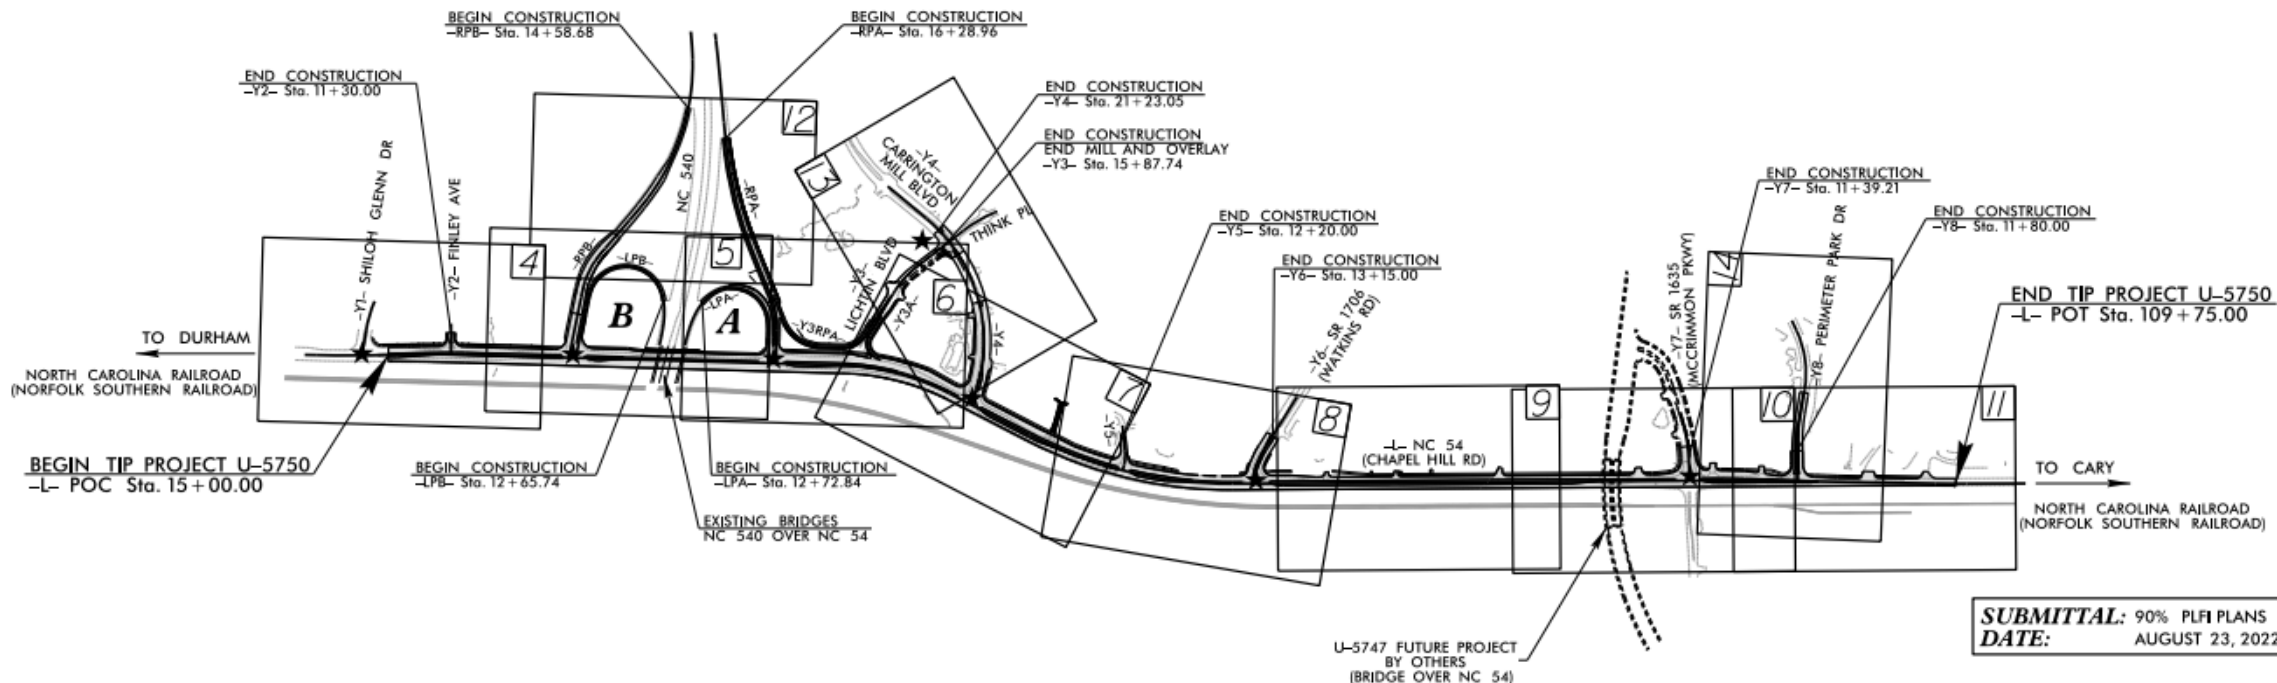 BEGIN CONSTRUCTION
-RPB- Sta. 14+58.68
BEGIN CONSTRUCTION
-RPA- Sta. 16+28.96
END CONSTRUCTION
-Y2- Sta. 11+30.00
END CONSTRUCTION
-Y4- Sta. 21+23.05
END CONSTRUCTION
END MILL AND OVERLAY
-Y3- Sta. 15+87.74
END CONSTRUCTION
-Y5- Sta. 12+20.00
END CONSTRUCTION
-Y6- Sta. 13+15.00
END CONSTRUCTION
-Y7- Sta. 11+39.21
END CONSTRUCTION
-Y8- Sta. 11+80.00
END TIP PROJECT U-5750
-L- POT Sta. 109+75.00
12
13
4
5
6
7
8
9
10
11
14
-Y1- SHILOH GLENN DR
-Y2- FINLEY AVE
-RPB-
NC 540
-RPA-
-LPB-
-LPA-
B
A
-Y3RPA-
-Y3-
LICHTIN BLVD
-Y3A-
-Y4-
CARRINGTON
MILL BLVD
THINK PL
-Y4-
-Y5-
-Y6- SR 1706
(WATKINS RD)
-L- NC 54
(CHAPEL HILL RD)
-Y7- SR 1635
(MCCRIMMON PKWY)
-Y8- PERIMETER PARK DR
TO DURHAM
NORTH CAROLINA RAILROAD
(NORFOLK SOUTHERN RAILROAD)
BEGIN TIP PROJECT U-5750
-L- POC Sta. 15+00.00
BEGIN CONSTRUCTION
-LPB- Sta. 12+65.74
BEGIN CONSTRUCTION
-LPA- Sta. 12+72.84
EXISTING BRIDGES
NC 540 OVER NC 54
TO CARY
NORTH CAROLINA RAILROAD
(NORFOLK SOUTHERN RAILROAD)
U-5747 FUTURE PROJECT
BY OTHERS
(BRIDGE OVER NC 54)
SUBMITTAL: 90% PLFI PLANS
DATE: AUGUST 23, 2022